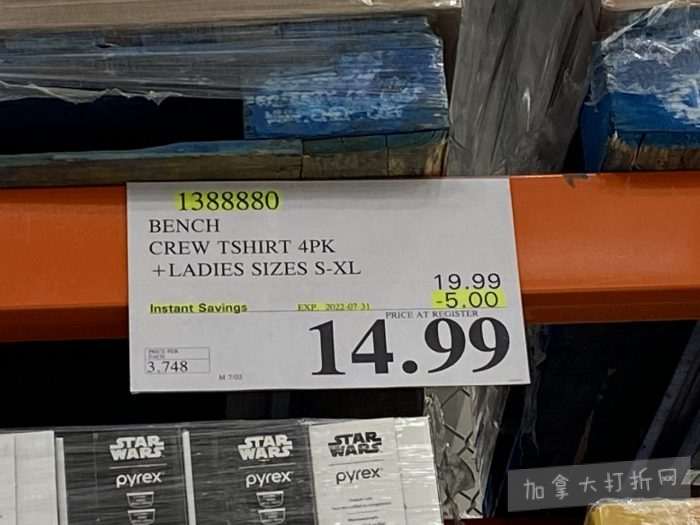 1388880
BENCH
CREW TSHIRT 4PK
+LADIES SIZES S-XL
19.99
-5.00
Instant Savings EXP. 2022-07-31
PRICE AT REGISTER
14.99
PRICE PER
3.748
M 7/03
STAR WARS
pyrex
STAR WARS
pyrex
STAR WARS
pyrex
加拿大打折网